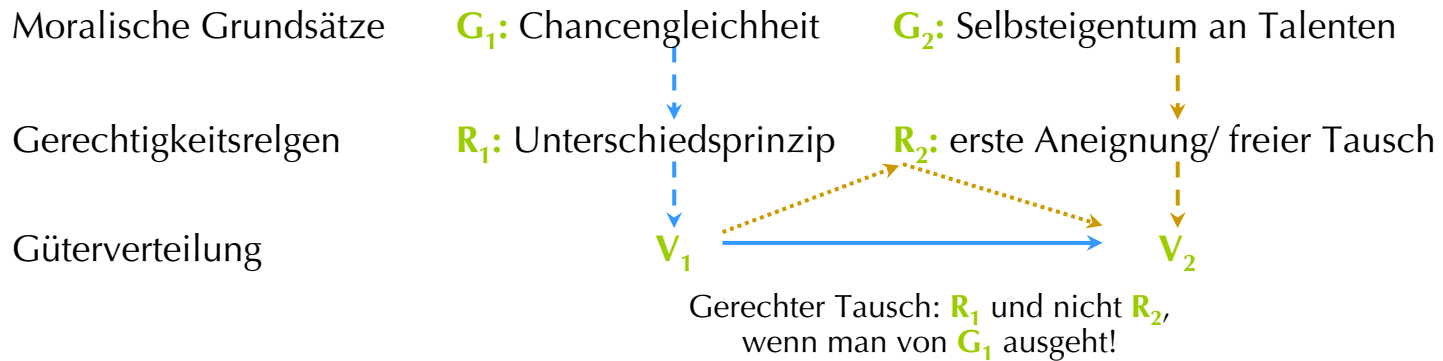 Moralische Grundsätze G₁: Chancengleichheit G₂: Selbsteigentum an Talenten
Gerechtigkeitsrelgen R₁: Unterschiedsprinzip R₂: erste Aneignung/ freier Tausch
Güterverteilung V₁ V₂
Gerechter Tausch: R₁ und nicht R₂,
wenn man von G₁ ausgeht!